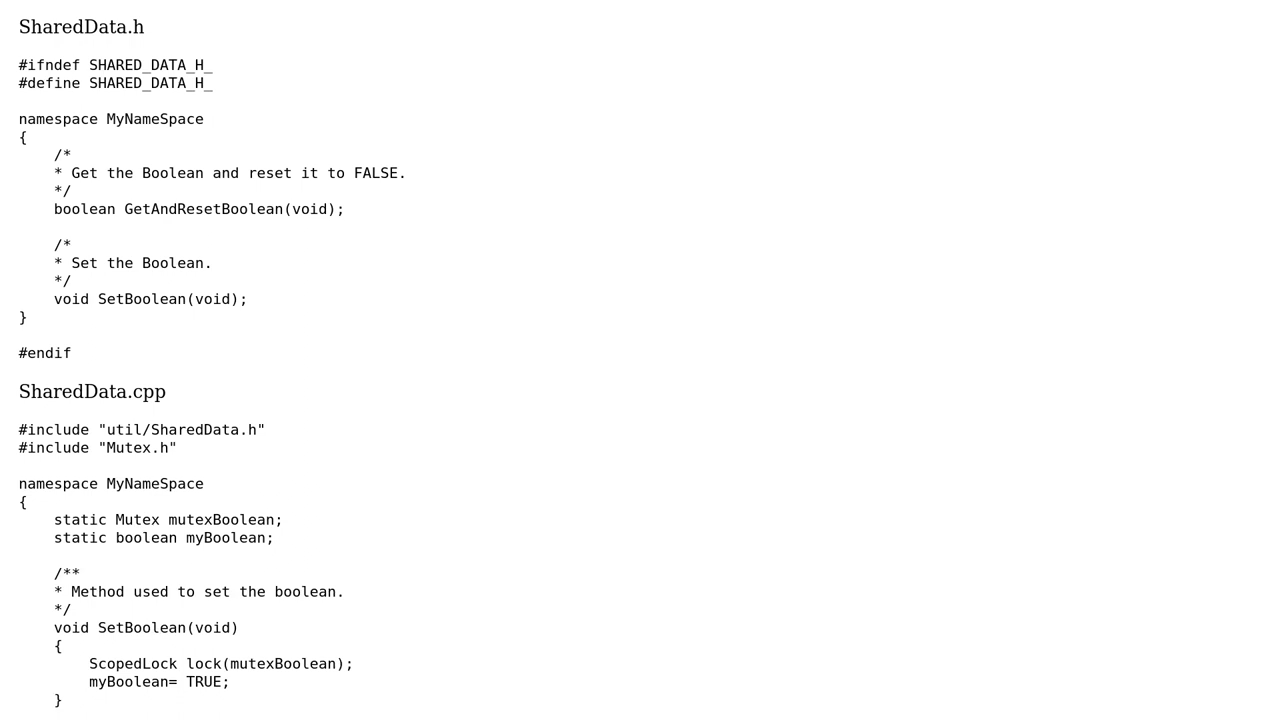 SharedData.h
#ifndef SHARED_DATA_H_
#define SHARED_DATA_H_
namespace MyNameSpace
{
    /*
    * Get the Boolean and reset it to FALSE.
    */
    boolean GetAndResetBoolean(void);
    /*
    * Set the Boolean.
    */
    void SetBoolean(void);
}
#endif
SharedData.cpp
#include "util/SharedData.h"
#include "Mutex.h"
namespace MyNameSpace
{
    static Mutex mutexBoolean;
    static boolean myBoolean;
    /**
    * Method used to set the boolean.
    */
    void SetBoolean(void)
    {
        ScopedLock lock(mutexBoolean);
        myBoolean= TRUE;
    }